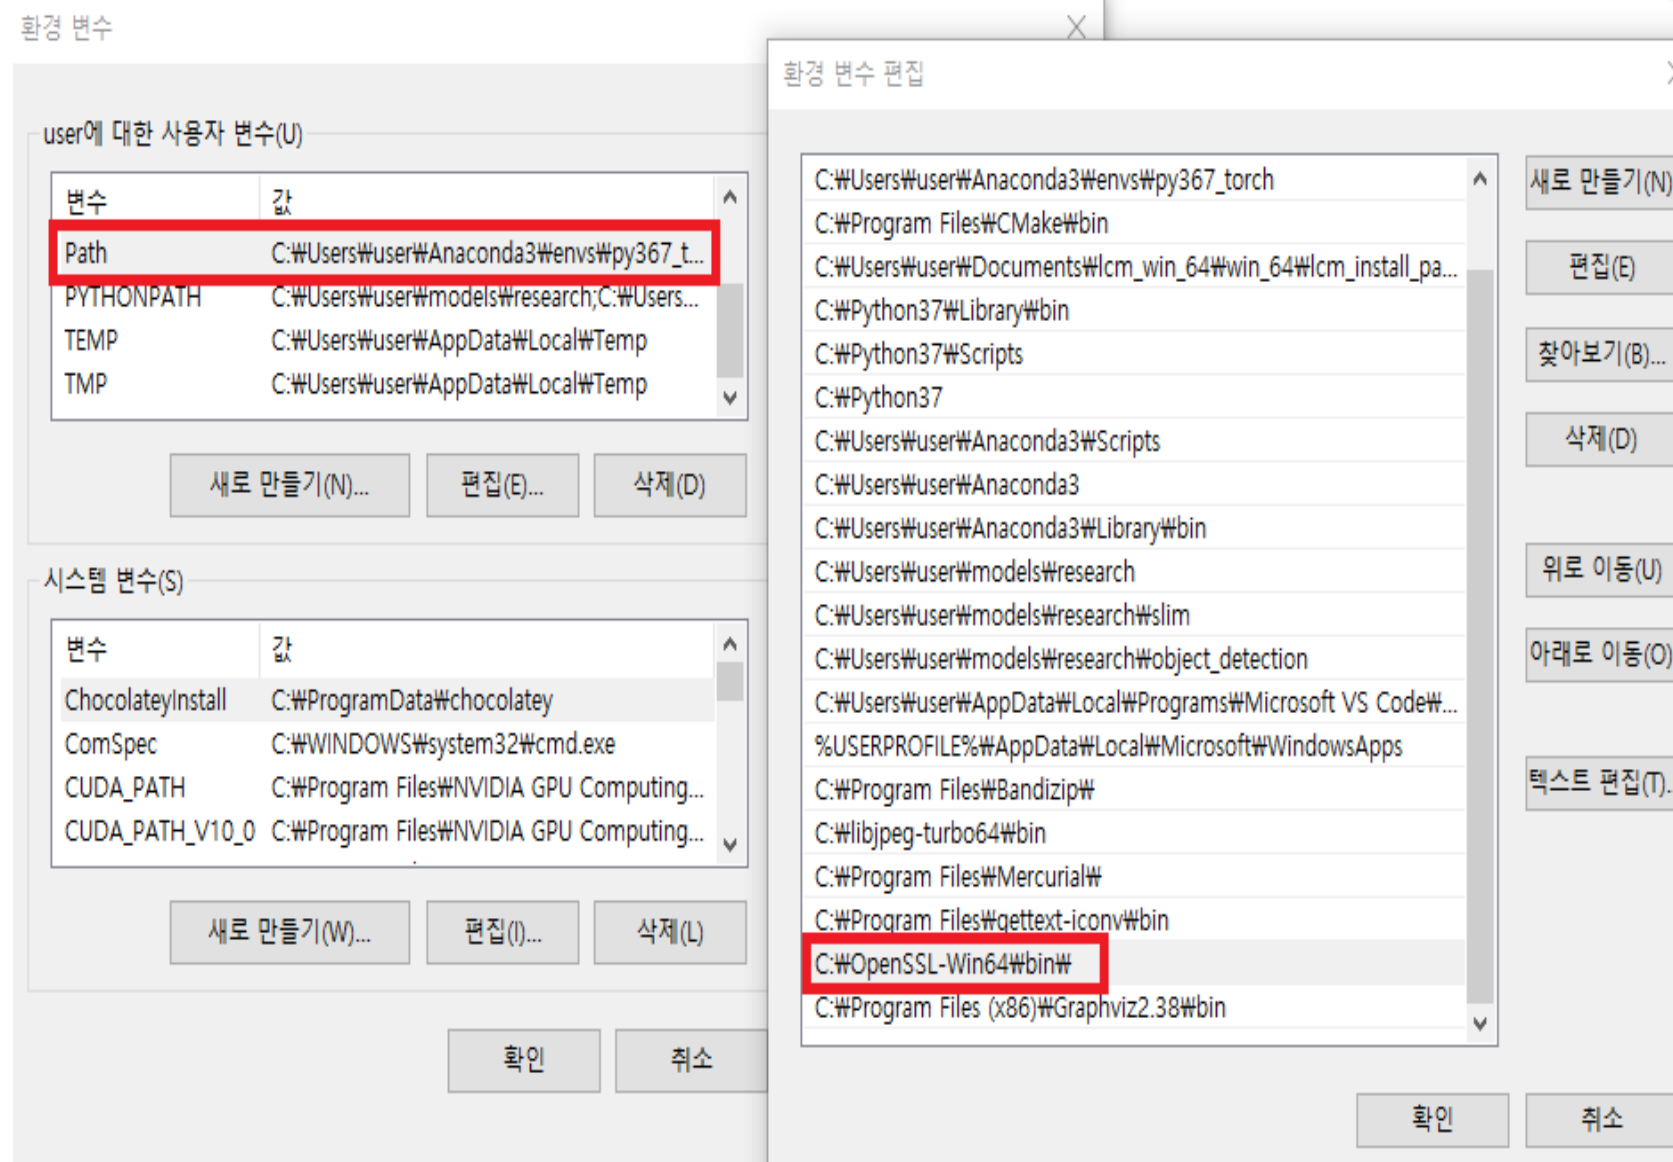 환경 변수
user에 대한 사용자 변수(U)
변수 값
Path C:₩Users₩user₩Anaconda3₩envs₩py367_t...
PYTHONPATH C:₩Users₩user₩models₩research;C:₩Users...
TEMP C:₩Users₩user₩AppData₩Local₩Temp
TMP C:₩Users₩user₩AppData₩Local₩Temp
새로 만들기(N)... 편집(E)... 삭제(D)
시스템 변수(S)
변수 값
ChocolateyInstall C:₩ProgramData₩chocolatey
ComSpec C:₩WINDOWS₩system32₩cmd.exe
CUDA_PATH C:₩Program Files₩NVIDIA GPU Computing...
CUDA_PATH_V10_0 C:₩Program Files₩NVIDIA GPU Computing...
새로 만들기(W)... 편집(I)... 삭제(L)
확인 취소
환경 변수 편집
C:₩Users₩user₩Anaconda3₩envs₩py367_torch
C:₩Program Files₩CMake₩bin
C:₩Users₩user₩Documents₩lcm_win_64₩win_64₩lcm_install_pa...
C:₩Python37₩Library₩bin
C:₩Python37₩Scripts
C:₩Python37
C:₩Users₩user₩Anaconda3₩Scripts
C:₩Users₩user₩Anaconda3
C:₩Users₩user₩Anaconda3₩Library₩bin
C:₩Users₩user₩models₩research
C:₩Users₩user₩models₩research₩slim
C:₩Users₩user₩models₩research₩object_detection
C:₩Users₩user₩AppData₩Local₩Programs₩Microsoft VS Code₩...
%USERPROFILE%₩AppData₩Local₩Microsoft₩WindowsApps
C:₩Program Files₩Bandizip₩
C:₩libjpeg-turbo64₩bin
C:₩Program Files₩Mercurial₩
C:₩Program Files₩gettext-iconv₩bin
C:₩OpenSSL-Win64₩bin₩
C:₩Program Files (x86)₩Graphviz2.38₩bin
새로 만들기(N)
편집(E)
찾아보기(B)...
삭제(D)
위로 이동(U)
아래로 이동(O)
텍스트 편집(T)..
확인 취소